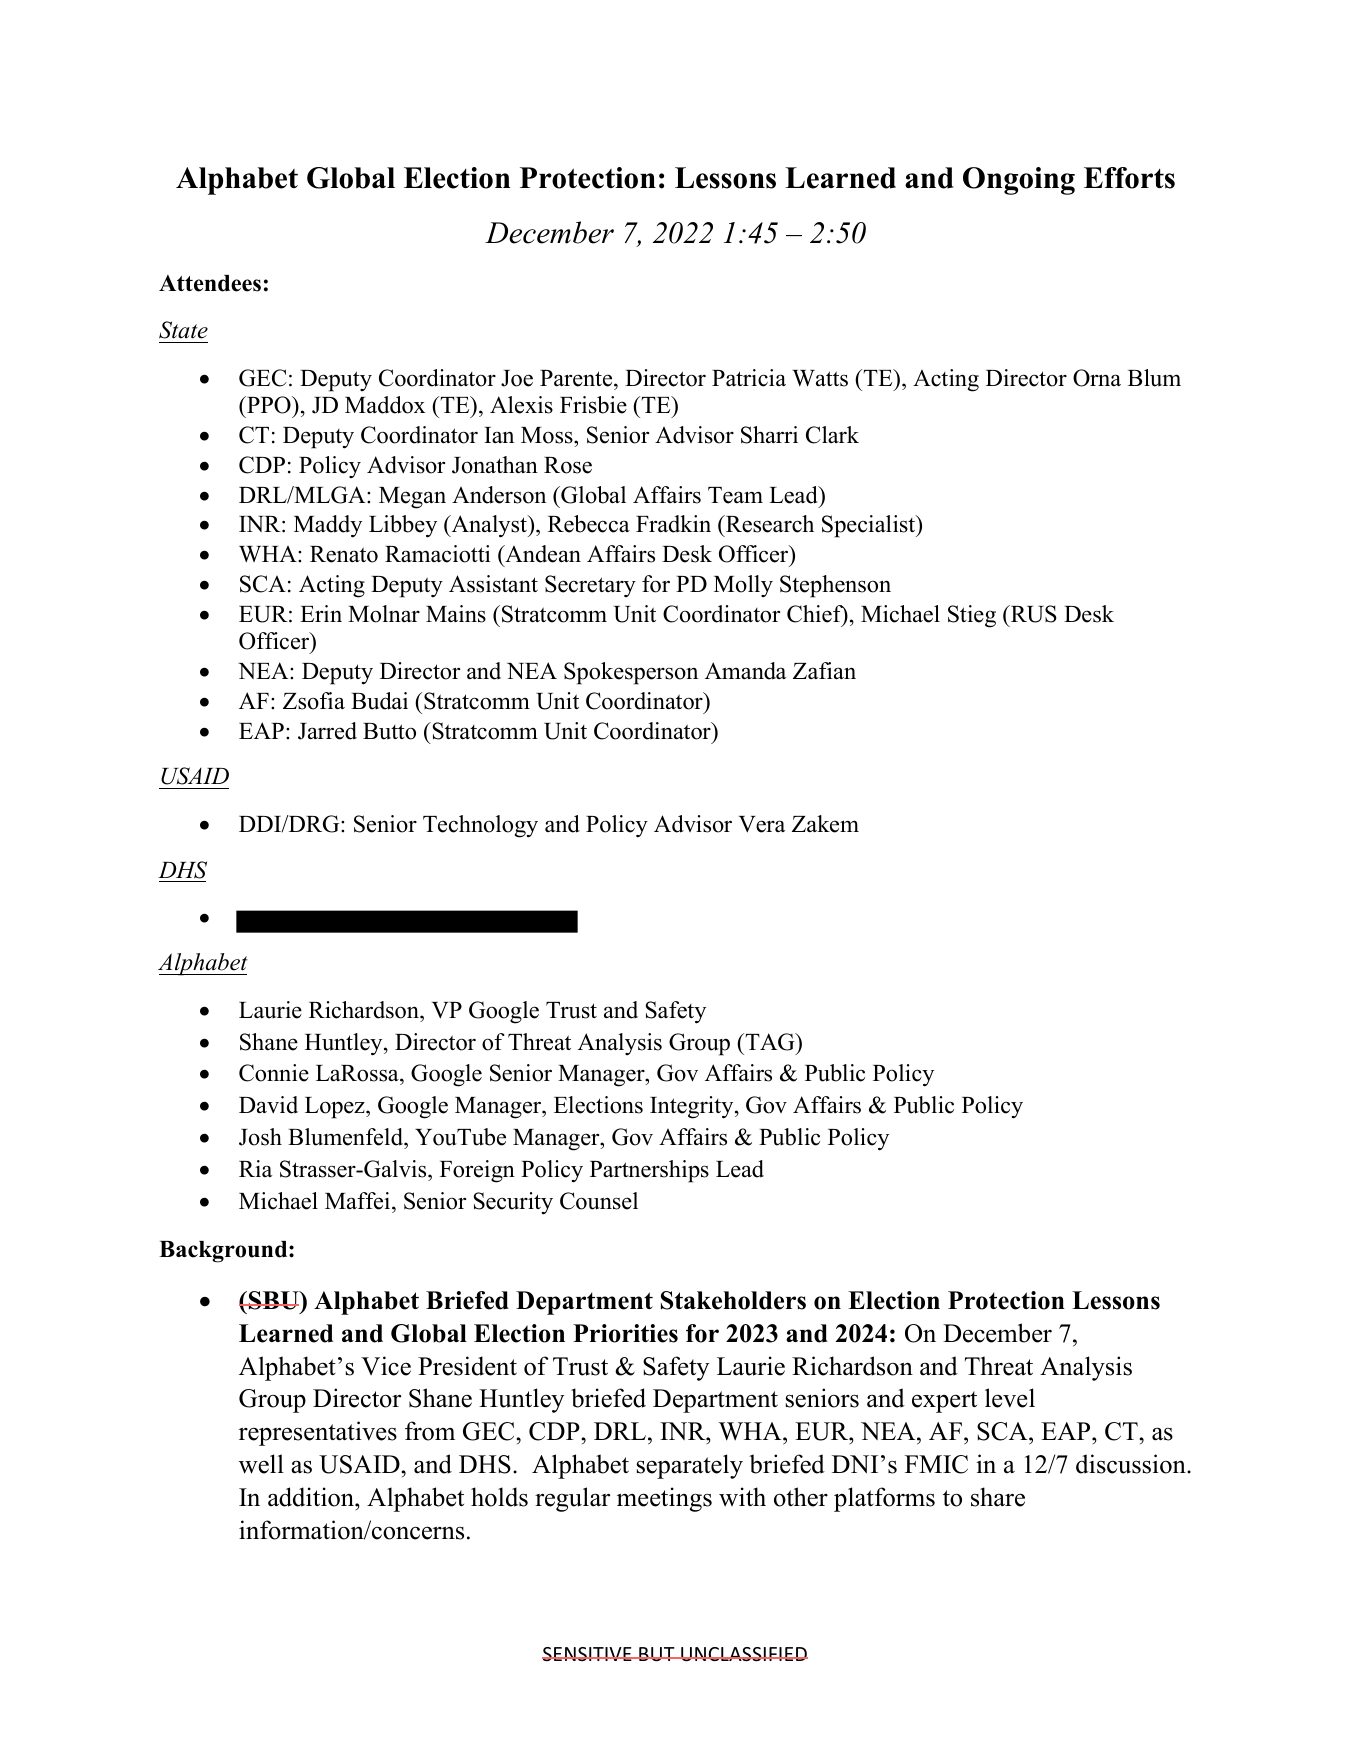 Alphabet Global Election Protection: Lessons Learned and Ongoing Efforts
December 7, 2022 1:45 – 2:50
Attendees:
State
• GEC: Deputy Coordinator Joe Parente, Director Patricia Watts (TE), Acting Director Orna Blum
(PPO), JD Maddox (TE), Alexis Frisbie (TE)
• CT: Deputy Coordinator Ian Moss, Senior Advisor Sharri Clark
• CDP: Policy Advisor Jonathan Rose
• DRL/MLGA: Megan Anderson (Global Affairs Team Lead)
• INR: Maddy Libbey (Analyst), Rebecca Fradkin (Research Specialist)
• WHA: Renato Ramaciotti (Andean Affairs Desk Officer)
• SCA: Acting Deputy Assistant Secretary for PD Molly Stephenson
• EUR: Erin Molnar Mains (Stratcomm Unit Coordinator Chief), Michael Stieg (RUS Desk
Officer)
• NEA: Deputy Director and NEA Spokesperson Amanda Zafian
• AF: Zsofia Budai (Stratcomm Unit Coordinator)
• EAP: Jarred Butto (Stratcomm Unit Coordinator)
USAID
• DDI/DRG: Senior Technology and Policy Advisor Vera Zakem
DHS
•
Alphabet
• Laurie Richardson, VP Google Trust and Safety
• Shane Huntley, Director of Threat Analysis Group (TAG)
• Connie LaRossa, Google Senior Manager, Gov Affairs & Public Policy
• David Lopez, Google Manager, Elections Integrity, Gov Affairs & Public Policy
• Josh Blumenfeld, YouTube Manager, Gov Affairs & Public Policy
• Ria Strasser-Galvis, Foreign Policy Partnerships Lead
• Michael Maffei, Senior Security Counsel
Background:
• (SBU) Alphabet Briefed Department Stakeholders on Election Protection Lessons
Learned and Global Election Priorities for 2023 and 2024: On December 7,
Alphabet’s Vice President of Trust & Safety Laurie Richardson and Threat Analysis
Group Director Shane Huntley briefed Department seniors and expert level
representatives from GEC, CDP, DRL, INR, WHA, EUR, NEA, AF, SCA, EAP, CT, as
well as USAID, and DHS.  Alphabet separately briefed DNI’s FMIC in a 12/7 discussion.
In addition, Alphabet holds regular meetings with other platforms to share
information/concerns.
SENSITIVE BUT UNCLASSIFIED